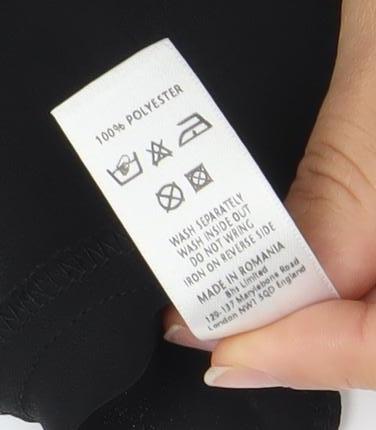 100% POLYESTER
WASH SEPARATELY
WASH INSIDE OUT
DO NOT WRING
IRON ON REVERSE SIDE
MADE IN ROMANIA
Bhs Limited
129-137 Marylebone Road
London NW1 5QD England